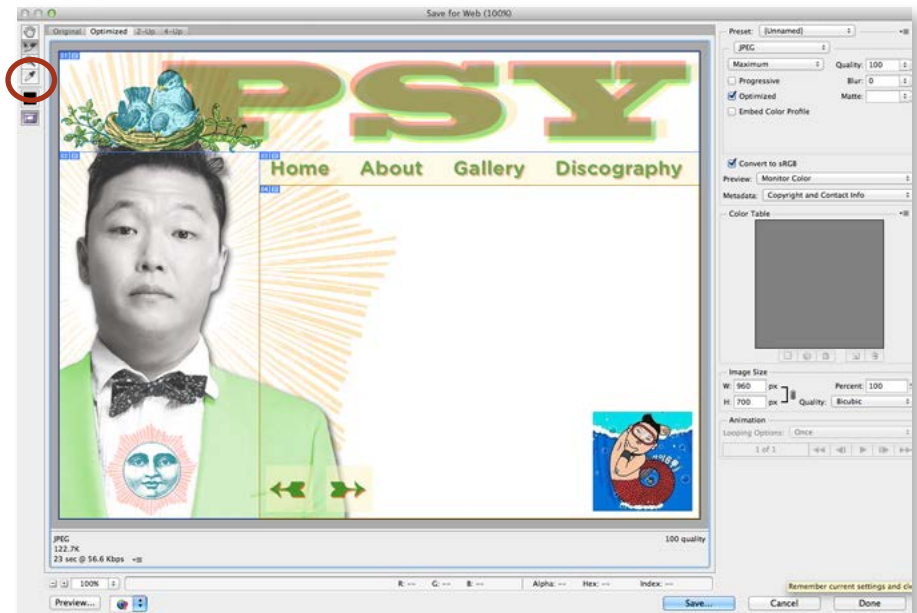 Save for Web (100%)
Original Optimized 2-Up 4-Up
Preset: [Unnamed]
JPEG
Maximum Quality: 100
Progressive Blur: 0
Optimized Matte:
Embed Color Profile
Convert to sRGB
Preview: Monitor Color
Metadata: Copyright and Contact Info
Color Table
Image Size
W: 960 px Percent: 100
H: 700 px Quality: Bicubic
Animation
Looping Options: Once
1 of 1
01
PSY
02
03
Home About Gallery Discography
04
JPEG
122.7K
23 sec @ 56.6 Kbps
100 quality
100% R: -- G: -- B: -- Alpha: -- Hex: -- Index: --
Remember current settings and
Preview... Save... Cancel Done